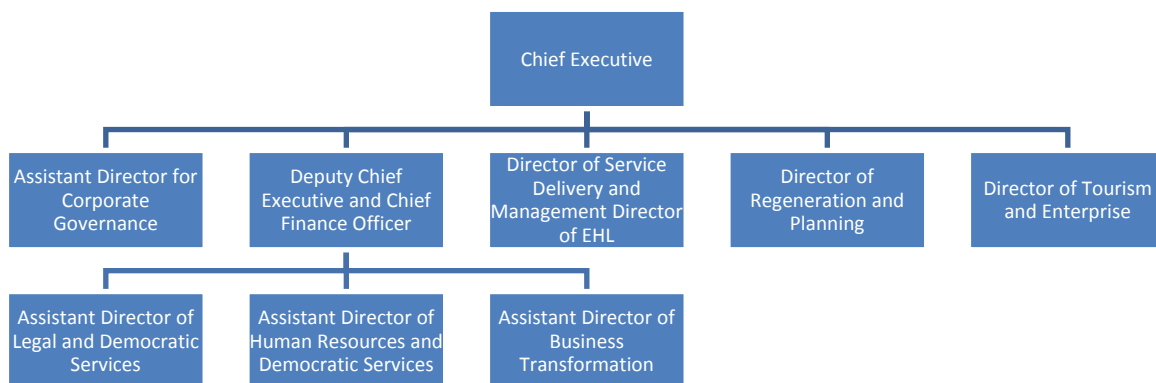 Chief Executive
Assistant Director for
Corporate
Governance
Deputy Chief
Executive and Chief
Finance Officer
Director of Service
Delivery and
Management Director
of EHL
Director of
Regeneration and
Planning
Director of Tourism
and Enterprise
Assistant Director of
Legal and Democratic
Services
Assistant Director of
Human Resources and
Democratic Services
Assistant Director of
Business
Transformation